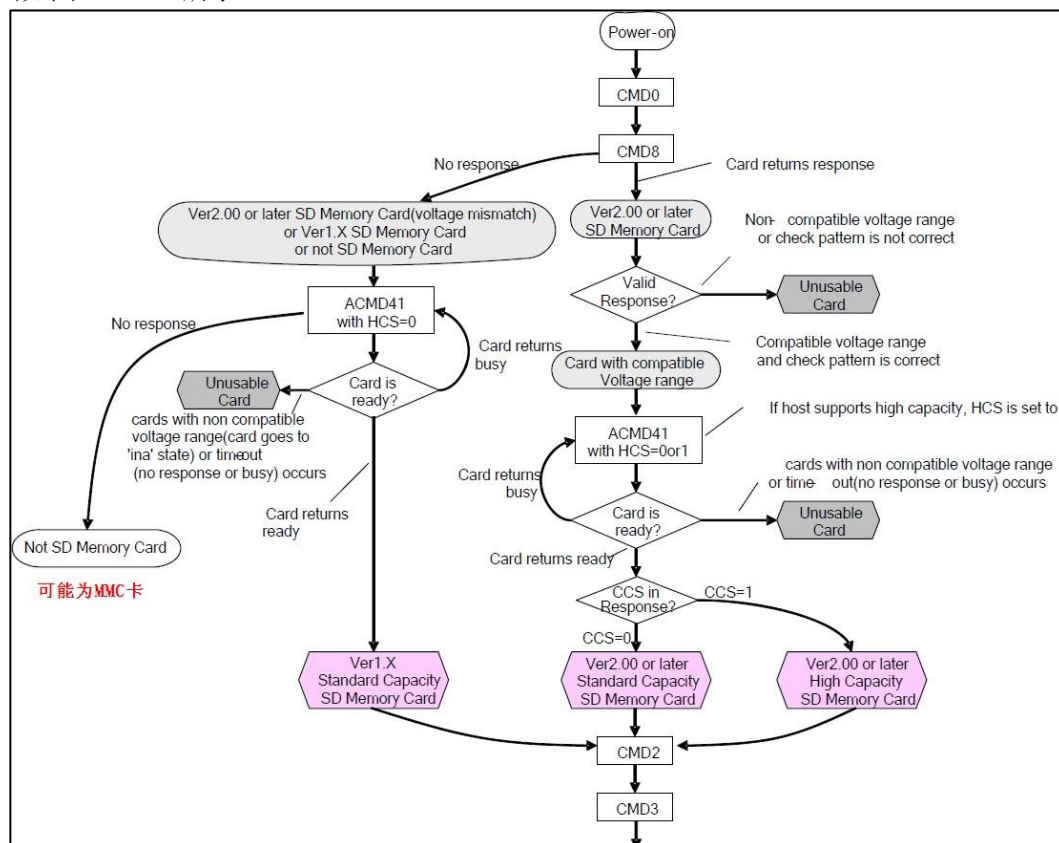 Power-on
CMD0
CMD8
No response
Card returns response
Ver2.00 or later SD Memory Card(voltage mismatch)
or Ver1.X SD Memory Card
or not SD Memory Card
Ver2.00 or later
SD Memory Card
Non- compatible voltage range
or check pattern is not correct
Valid
Response?
Unusable
Card
ACMD41
with HCS=0
No response
Card returns
busy
Compatible voltage range
and check pattern is correct
Card with compatible
Voltage range
Unusable
Card
Card is
ready?
cards with non compatible
voltage range(card goes to
'ina' state) or timeout
(no response or busy) occurs
If host supports high capacity, HCS is set to
ACMD41
with HCS=0or1
Card returns
busy
cards with non compatible voltage range
or time- out(no response or busy) occurs
Card is
ready?
Unusable
Card
Card returns
ready
Not SD Memory Card
可能为MMC卡
Card returns ready
CCS in
Response?
CCS=1
CCS=0
Ver1.X
Standard Capacity
SD Memory Card
Ver2.00 or later
Standard Capacity
SD Memory Card
Ver2.00 or later
High Capacity
SD Memory Card
CMD2
CMD3